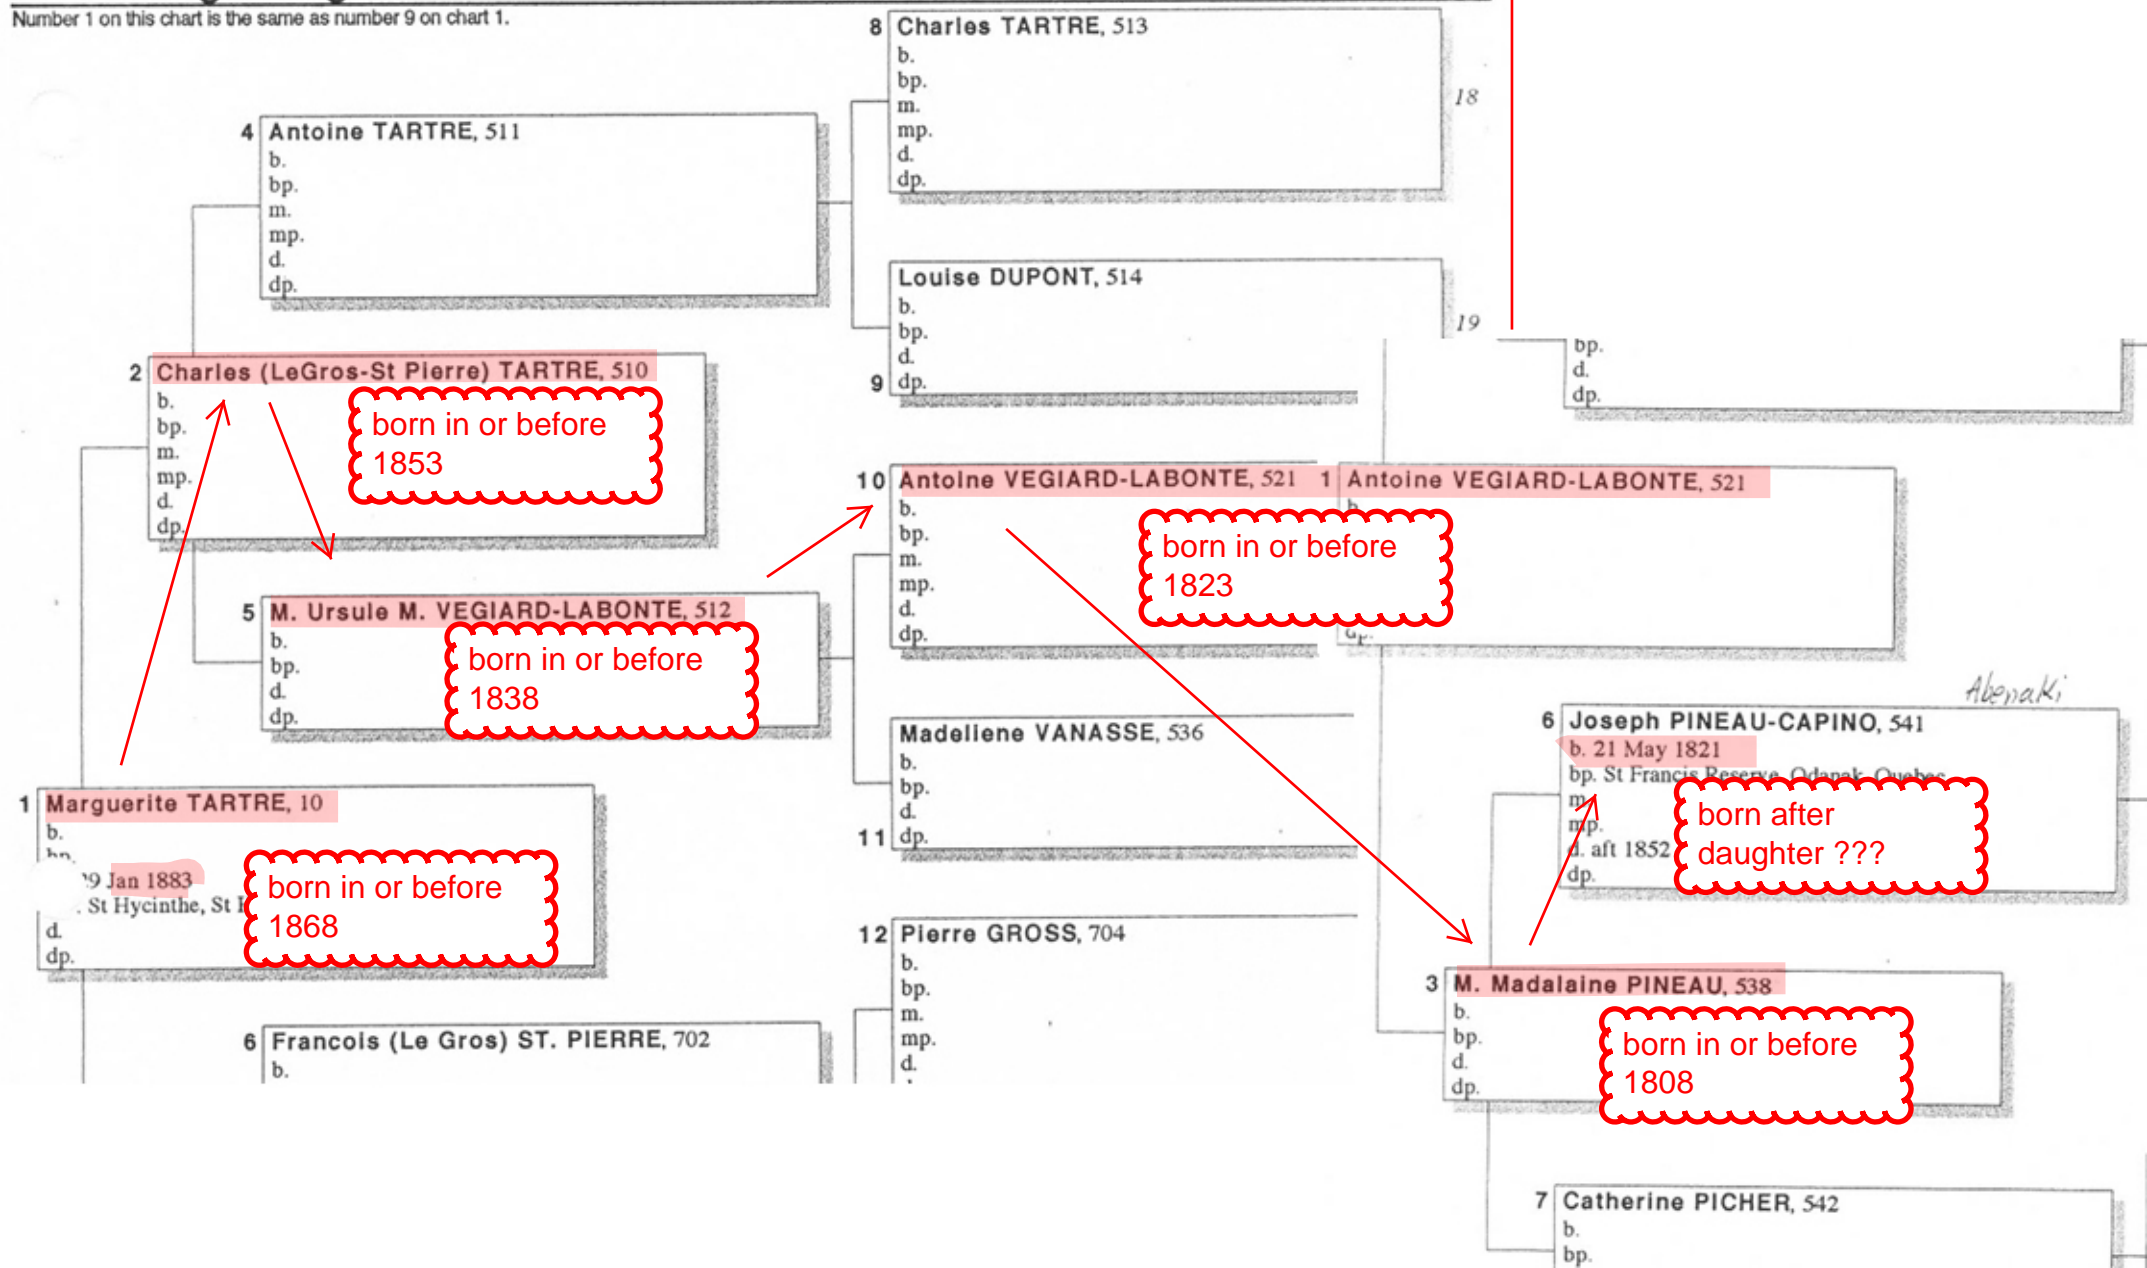 Number 1 on this chart is the same as number 9 on chart 1.
8 Charles TARTRE, 513
b.
bp.
m.
mp.
d.
dp.
18
4 Antoine TARTRE, 511
b.
bp.
m.
mp.
d.
dp.
Louise DUPONT, 514
b.
bp.
d.
9 dp.
19
bp.
d.
dp.
2 Charles (LeGros-St Pierre) TARTRE, 510
b.
bp.
m.
mp.
d.
dp.
born in or before
1853
10 Antoine VEGIARD-LABONTE, 521
b.
bp.
m.
mp.
d.
dp.
1 Antoine VEGIARD-LABONTE, 521
b.
dp.
born in or before
1823
5 M. Ursule M. VEGIARD-LABONTE, 512
b.
bp.
d.
dp.
born in or before
1838
Madeliene VANASSE, 536
b.
bp.
d.
11 dp.
Abenaki
6 Joseph PINEAU-CAPINO, 541
b. 21 May 1821
bp. St Francis Reserve, Odanak, Quebec
m.
mp.
d. aft 1852
dp.
born after
daughter ???
1 Marguerite TARTRE, 10
b.
bp.
29 Jan 1883
. St Hycinthe, St
d.
dp.
born in or before
1868
12 Pierre GROSS, 704
b.
bp.
m.
mp.
d.
3 M. Madalaine PINEAU, 538
b.
bp.
d.
dp.
born in or before
1808
6 Francois (Le Gros) ST. PIERRE, 702
b.
7 Catherine PICHER, 542
b.
bp.